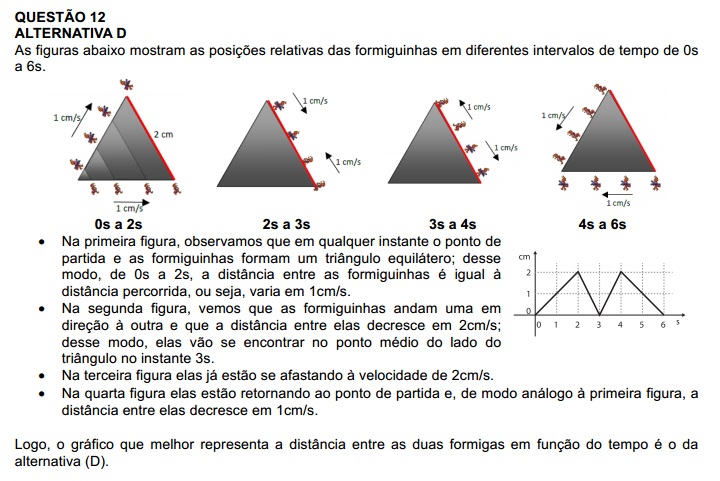 QUESTÃO 12
ALTERNATIVA D
As figuras abaixo mostram as posições relativas das formiguinhas em diferentes intervalos de tempo de 0s
a 6s.
1 cm/s
2 cm
1 cm/s
1 cm/s
1 cm/s
1 cm/s
1 cm/s
1 cm/s
1 cm/s
0s a 2s
2s a 3s
3s a 4s
4s a 6s
• Na primeira figura, observamos que em qualquer instante o ponto de
partida e as formiguinhas formam um triângulo equilátero; desse
modo, de 0s a 2s, a distância entre as formiguinhas é igual à
distância percorrida, ou seja, varia em 1cm/s.
• Na segunda figura, vemos que as formiguinhas andam uma em
direção à outra e que a distância entre elas decresce em 2cm/s;
desse modo, elas vão se encontrar no ponto médio do lado do
triângulo no instante 3s.
• Na terceira figura elas já estão se afastando à velocidade de 2cm/s.
cm
2
1
0
0 1 2 3 4 5 6 s
• Na quarta figura elas estão retornando ao ponto de partida e, de modo análogo à primeira figura, a
distância entre elas decresce em 1cm/s.
Logo, o gráfico que melhor representa a distância entre as duas formigas em função do tempo é o da
alternativa (D).